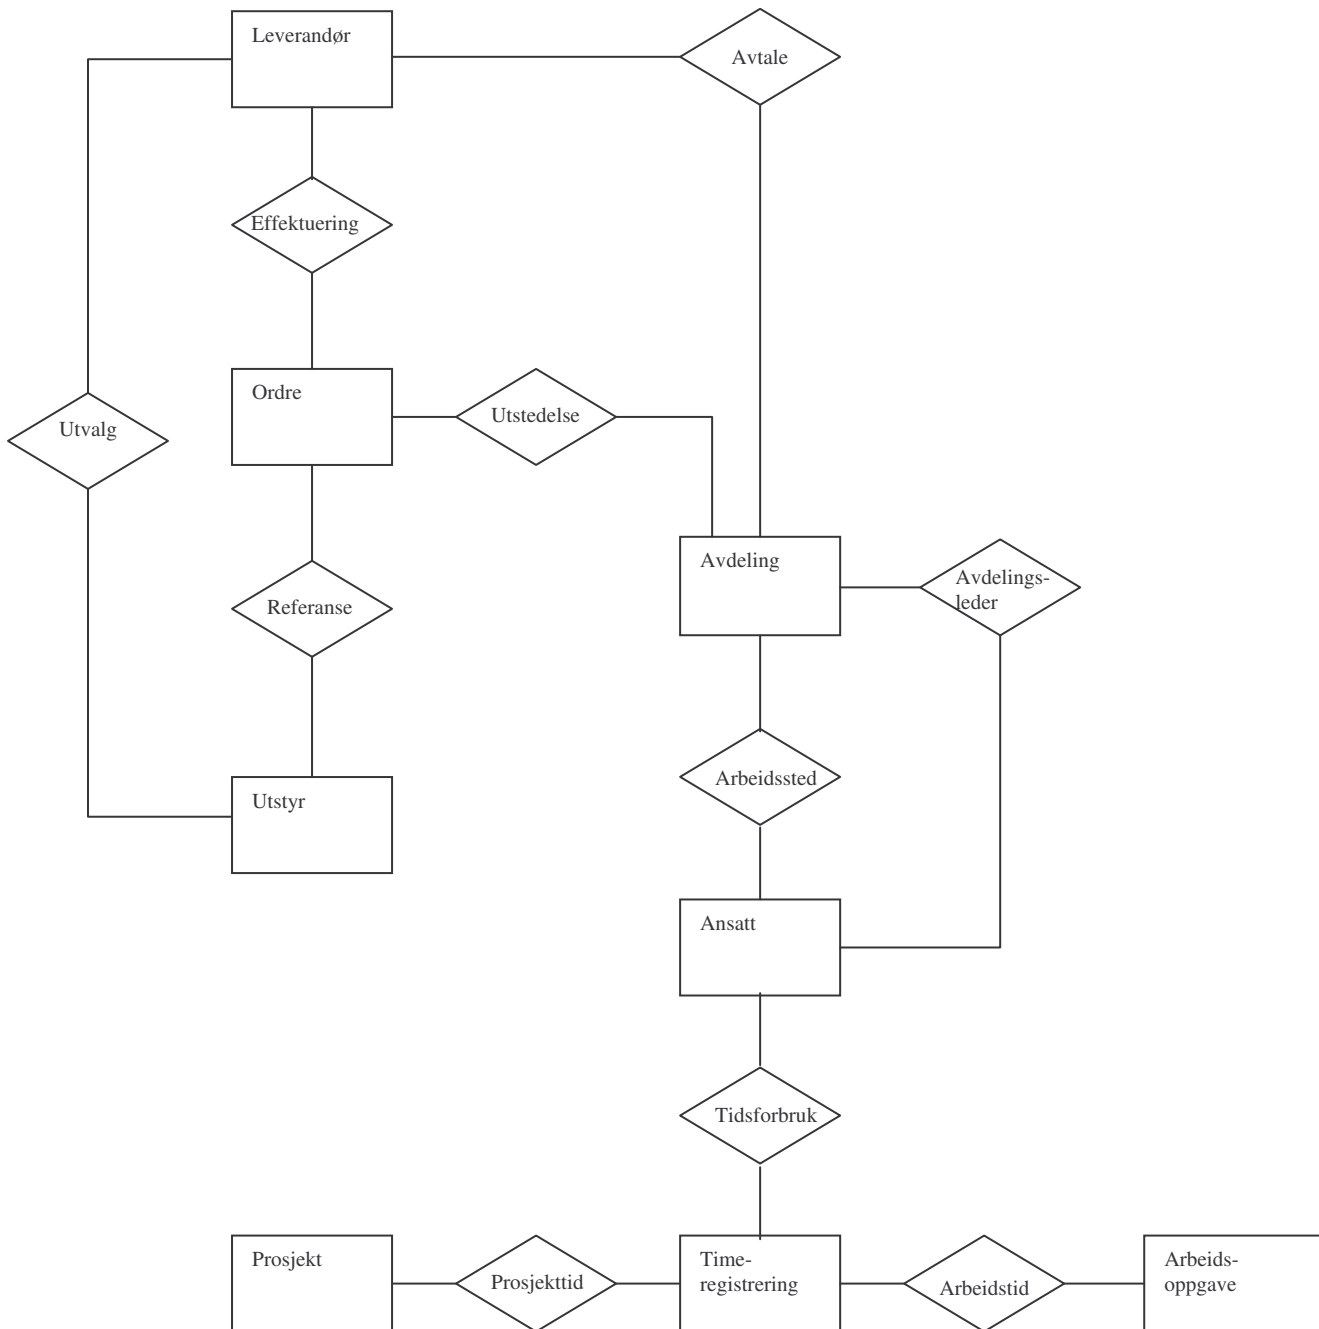 Leverandør
Avtale
Effektuering
Ordre
Utstedelse
Utvalg
Avdeling
Avdelings-
leder
Referanse
Arbeidssted
Utstyr
Ansatt
Tidsforbruk
Prosjekt
Prosjekttid
Time-
registrering
Arbeidstid
Arbeids-
oppgave